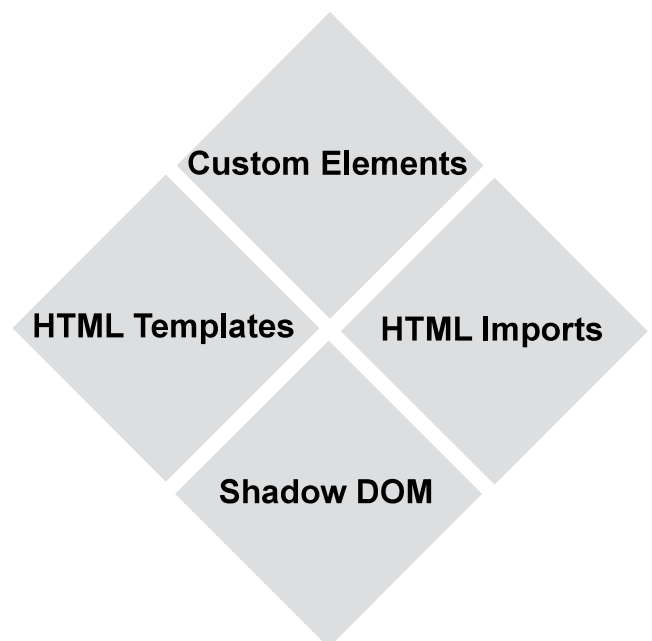 Custom Elements
HTML Templates
HTML Imports
Shadow DOM